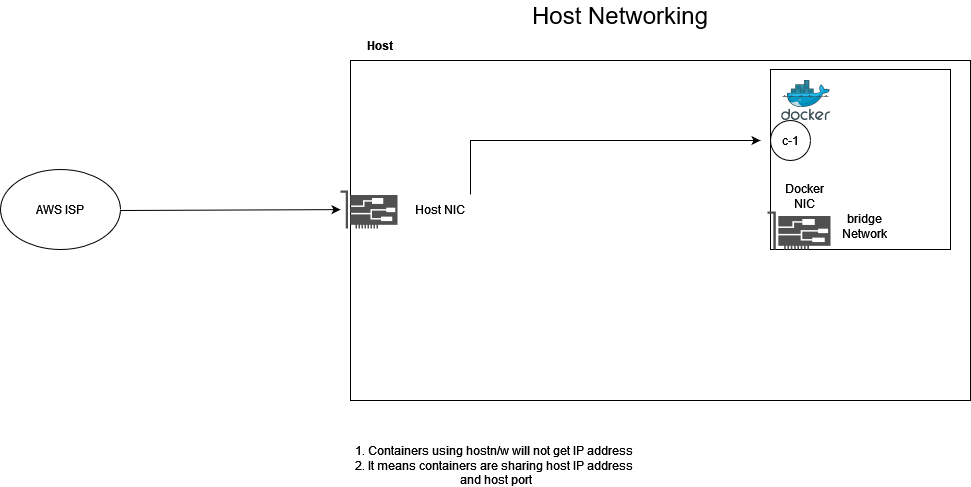 Host Networking
Host
docker
c-1
AWS ISP
Host NIC
Docker
NIC
bridge
Network
1. Containers using hostn/w will not get IP address
2. It means containers are sharing host IP address
and host port